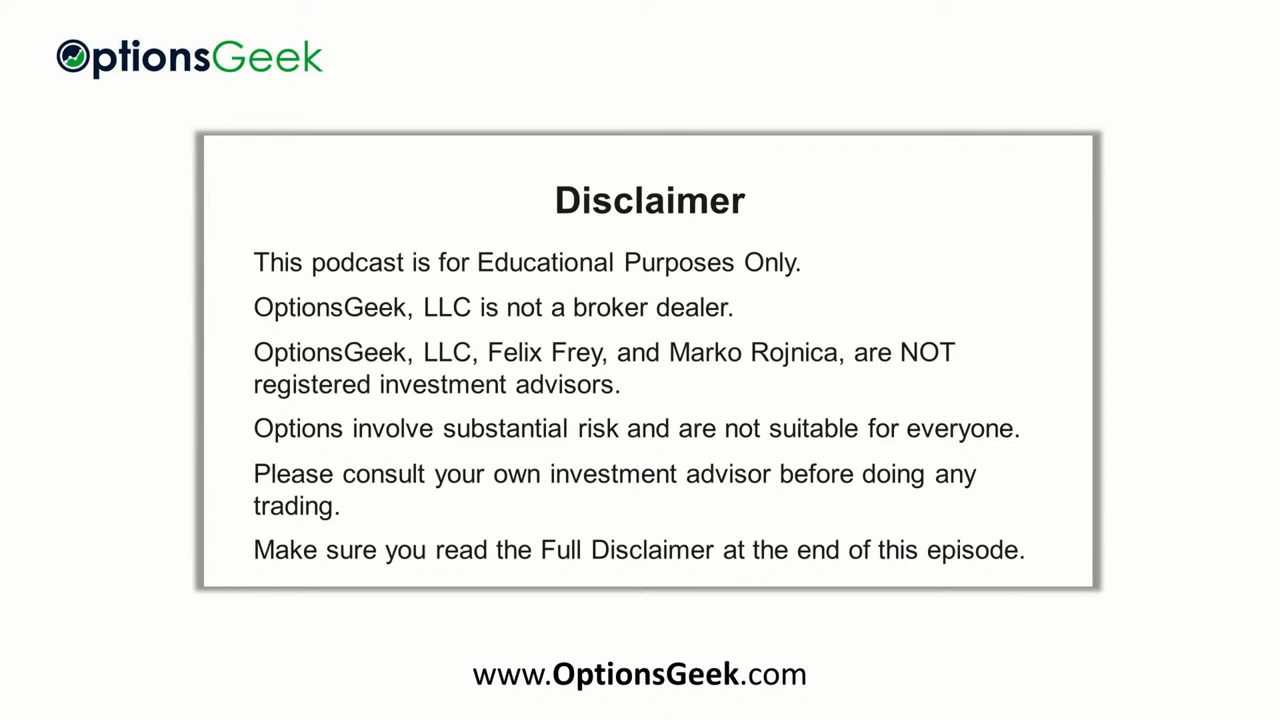 OptionsGeek
Disclaimer
This podcast is for Educational Purposes Only.
OptionsGeek, LLC is not a broker dealer.
OptionsGeek, LLC, Felix Frey, and Marko Rojnica, are NOT
registered investment advisors.
Options involve substantial risk and are not suitable for everyone.
Please consult your own investment advisor before doing any
trading.
Make sure you read the Full Disclaimer at the end of this episode.
www.OptionsGeek.com